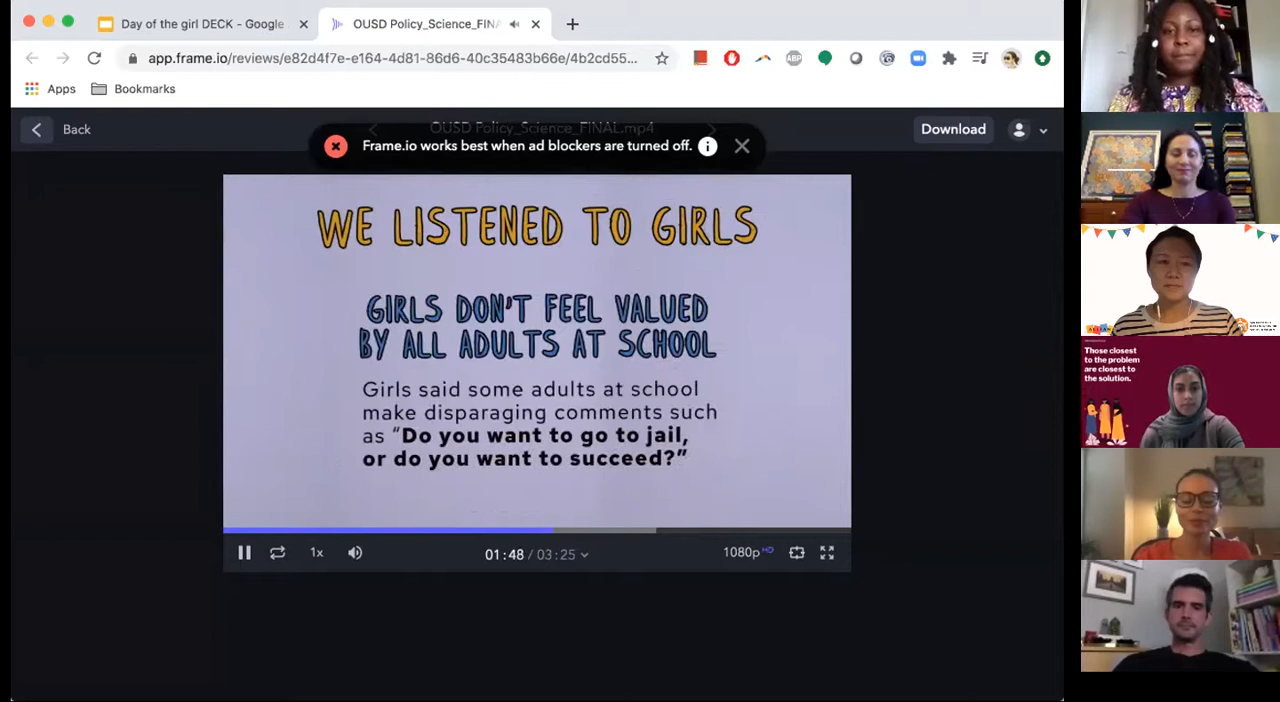 Day of the girl DECK - Google
OUSD Policy_Science_FINA
app.frame.io/reviews/e82d4f7e-e164-4d81-86d6-40c35483b66e/4b2cd55...
ABP
Apps
Bookmarks
Back
OUSD Policy_Science_FINAL.mp4
Download
Frame.io works best when ad blockers are turned off.
WE LISTENED TO GIRLS
GIRLS DON'T FEEL VALUED
BY ALL ADULTS AT SCHOOL
Girls said some adults at school
make disparaging comments such
as “Do you want to go to jail,
or do you want to succeed?”
1x
01:48 / 03:25
1080p HD
Those closest
to the problem
are closest to
the solution.